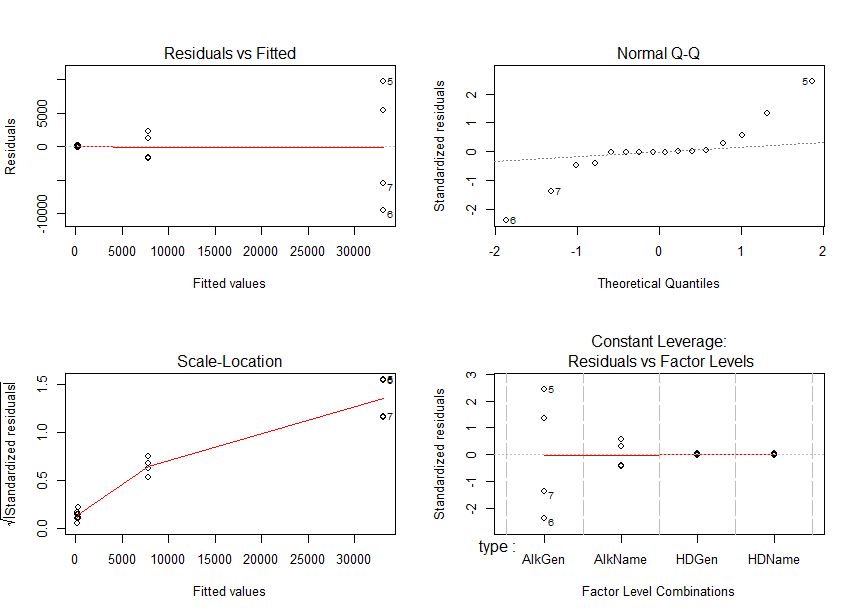 Residuals vs Fitted
Residuals
-10000 0 5000
5
7
6
0 5000 10000 15000 20000 25000 30000
Fitted values
Normal Q-Q
Standardized residuals
-2 -1 0 1 2
5
7
6
-2 -1 0 1 2
Theoretical Quantiles
Scale-Location
√|Standardized residuals|
0.0 0.5 1.0 1.5
7
0 5000 10000 15000 20000 25000 30000
Fitted values
Constant Leverage:
Residuals vs Factor Levels
Standardized residuals
-2 -1 0 1 2 3
5
7
6
type :
AlkGen AlkName HDGen HDName
Factor Level Combinations